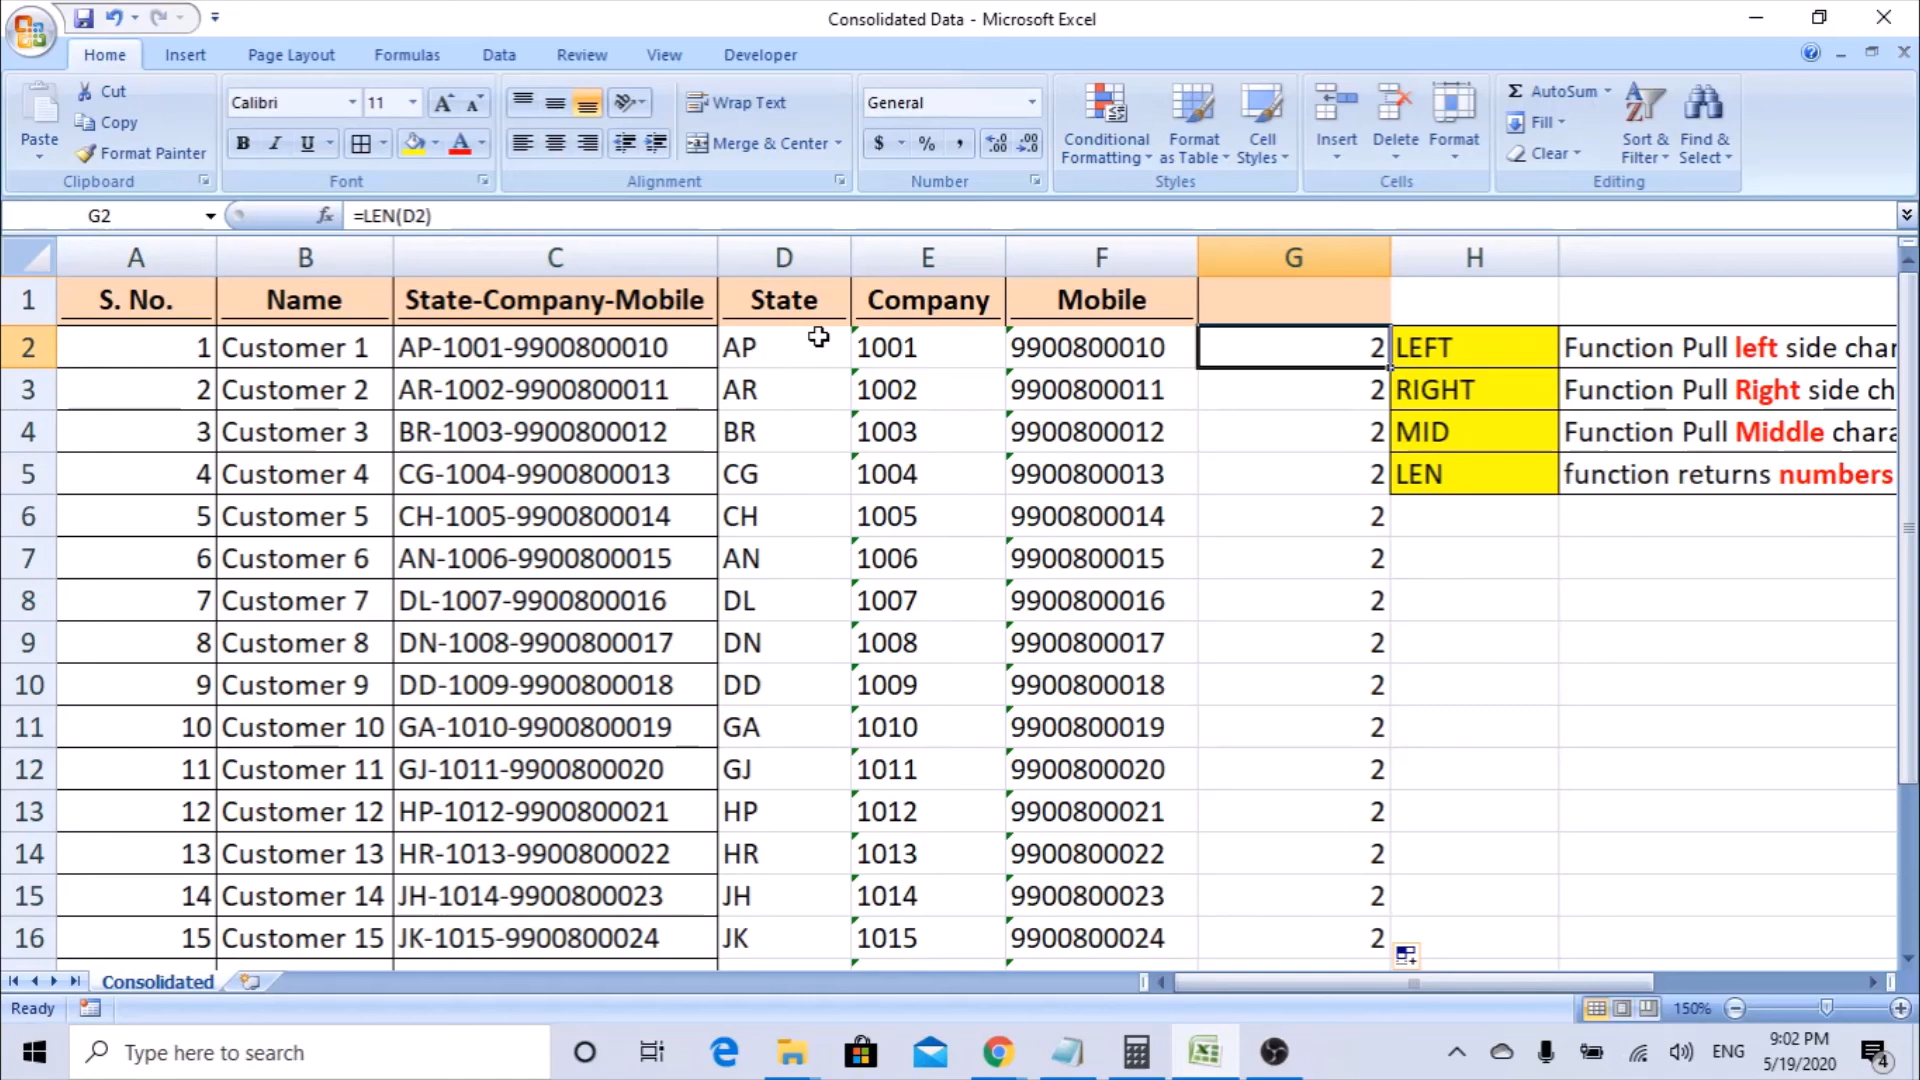 Consolidated Data - Microsoft Excel
Home Insert Page Layout Formulas Data Review View Developer
Paste
Cut
Copy
Format Painter
Clipboard
Calibri 11
B I U A
Font
Wrap Text
Merge & Center
Alignment
General
$ % ,
Number
Conditional Formatting
Format as Table
Cell Styles
Styles
Insert Delete Format
Cells
Σ AutoSum
Fill
Clear
Sort & Filter
Find & Select
Editing
G2 fx =LEN(D2)
A B C D E F G H
1 S. No. Name State-Company-Mobile State Company Mobile
2 1 Customer 1 AP-1001-9900800010 AP 1001 9900800010 2 LEFT Function Pull left side char
3 2 Customer 2 AR-1002-9900800011 AR 1002 9900800011 2 RIGHT Function Pull Right side ch
4 3 Customer 3 BR-1003-9900800012 BR 1003 9900800012 2 MID Function Pull Middle chara
5 4 Customer 4 CG-1004-9900800013 CG 1004 9900800013 2 LEN function returns numbers
6 5 Customer 5 CH-1005-9900800014 CH 1005 9900800014 2
7 6 Customer 6 AN-1006-9900800015 AN 1006 9900800015 2
8 7 Customer 7 DL-1007-9900800016 DL 1007 9900800016 2
9 8 Customer 8 DN-1008-9900800017 DN 1008 9900800017 2
10 9 Customer 9 DD-1009-9900800018 DD 1009 9900800018 2
11 10 Customer 10 GA-1010-9900800019 GA 1010 9900800019 2
12 11 Customer 11 GJ-1011-9900800020 GJ 1011 9900800020 2
13 12 Customer 12 HP-1012-9900800021 HP 1012 9900800021 2
14 13 Customer 13 HR-1013-9900800022 HR 1013 9900800022 2
15 14 Customer 14 JH-1014-9900800023 JH 1014 9900800023 2
16 15 Customer 15 JK-1015-9900800024 JK 1015 9900800024 2
Consolidated
Ready 150%
Type here to search
ENG
9:02 PM
5/19/2020
4